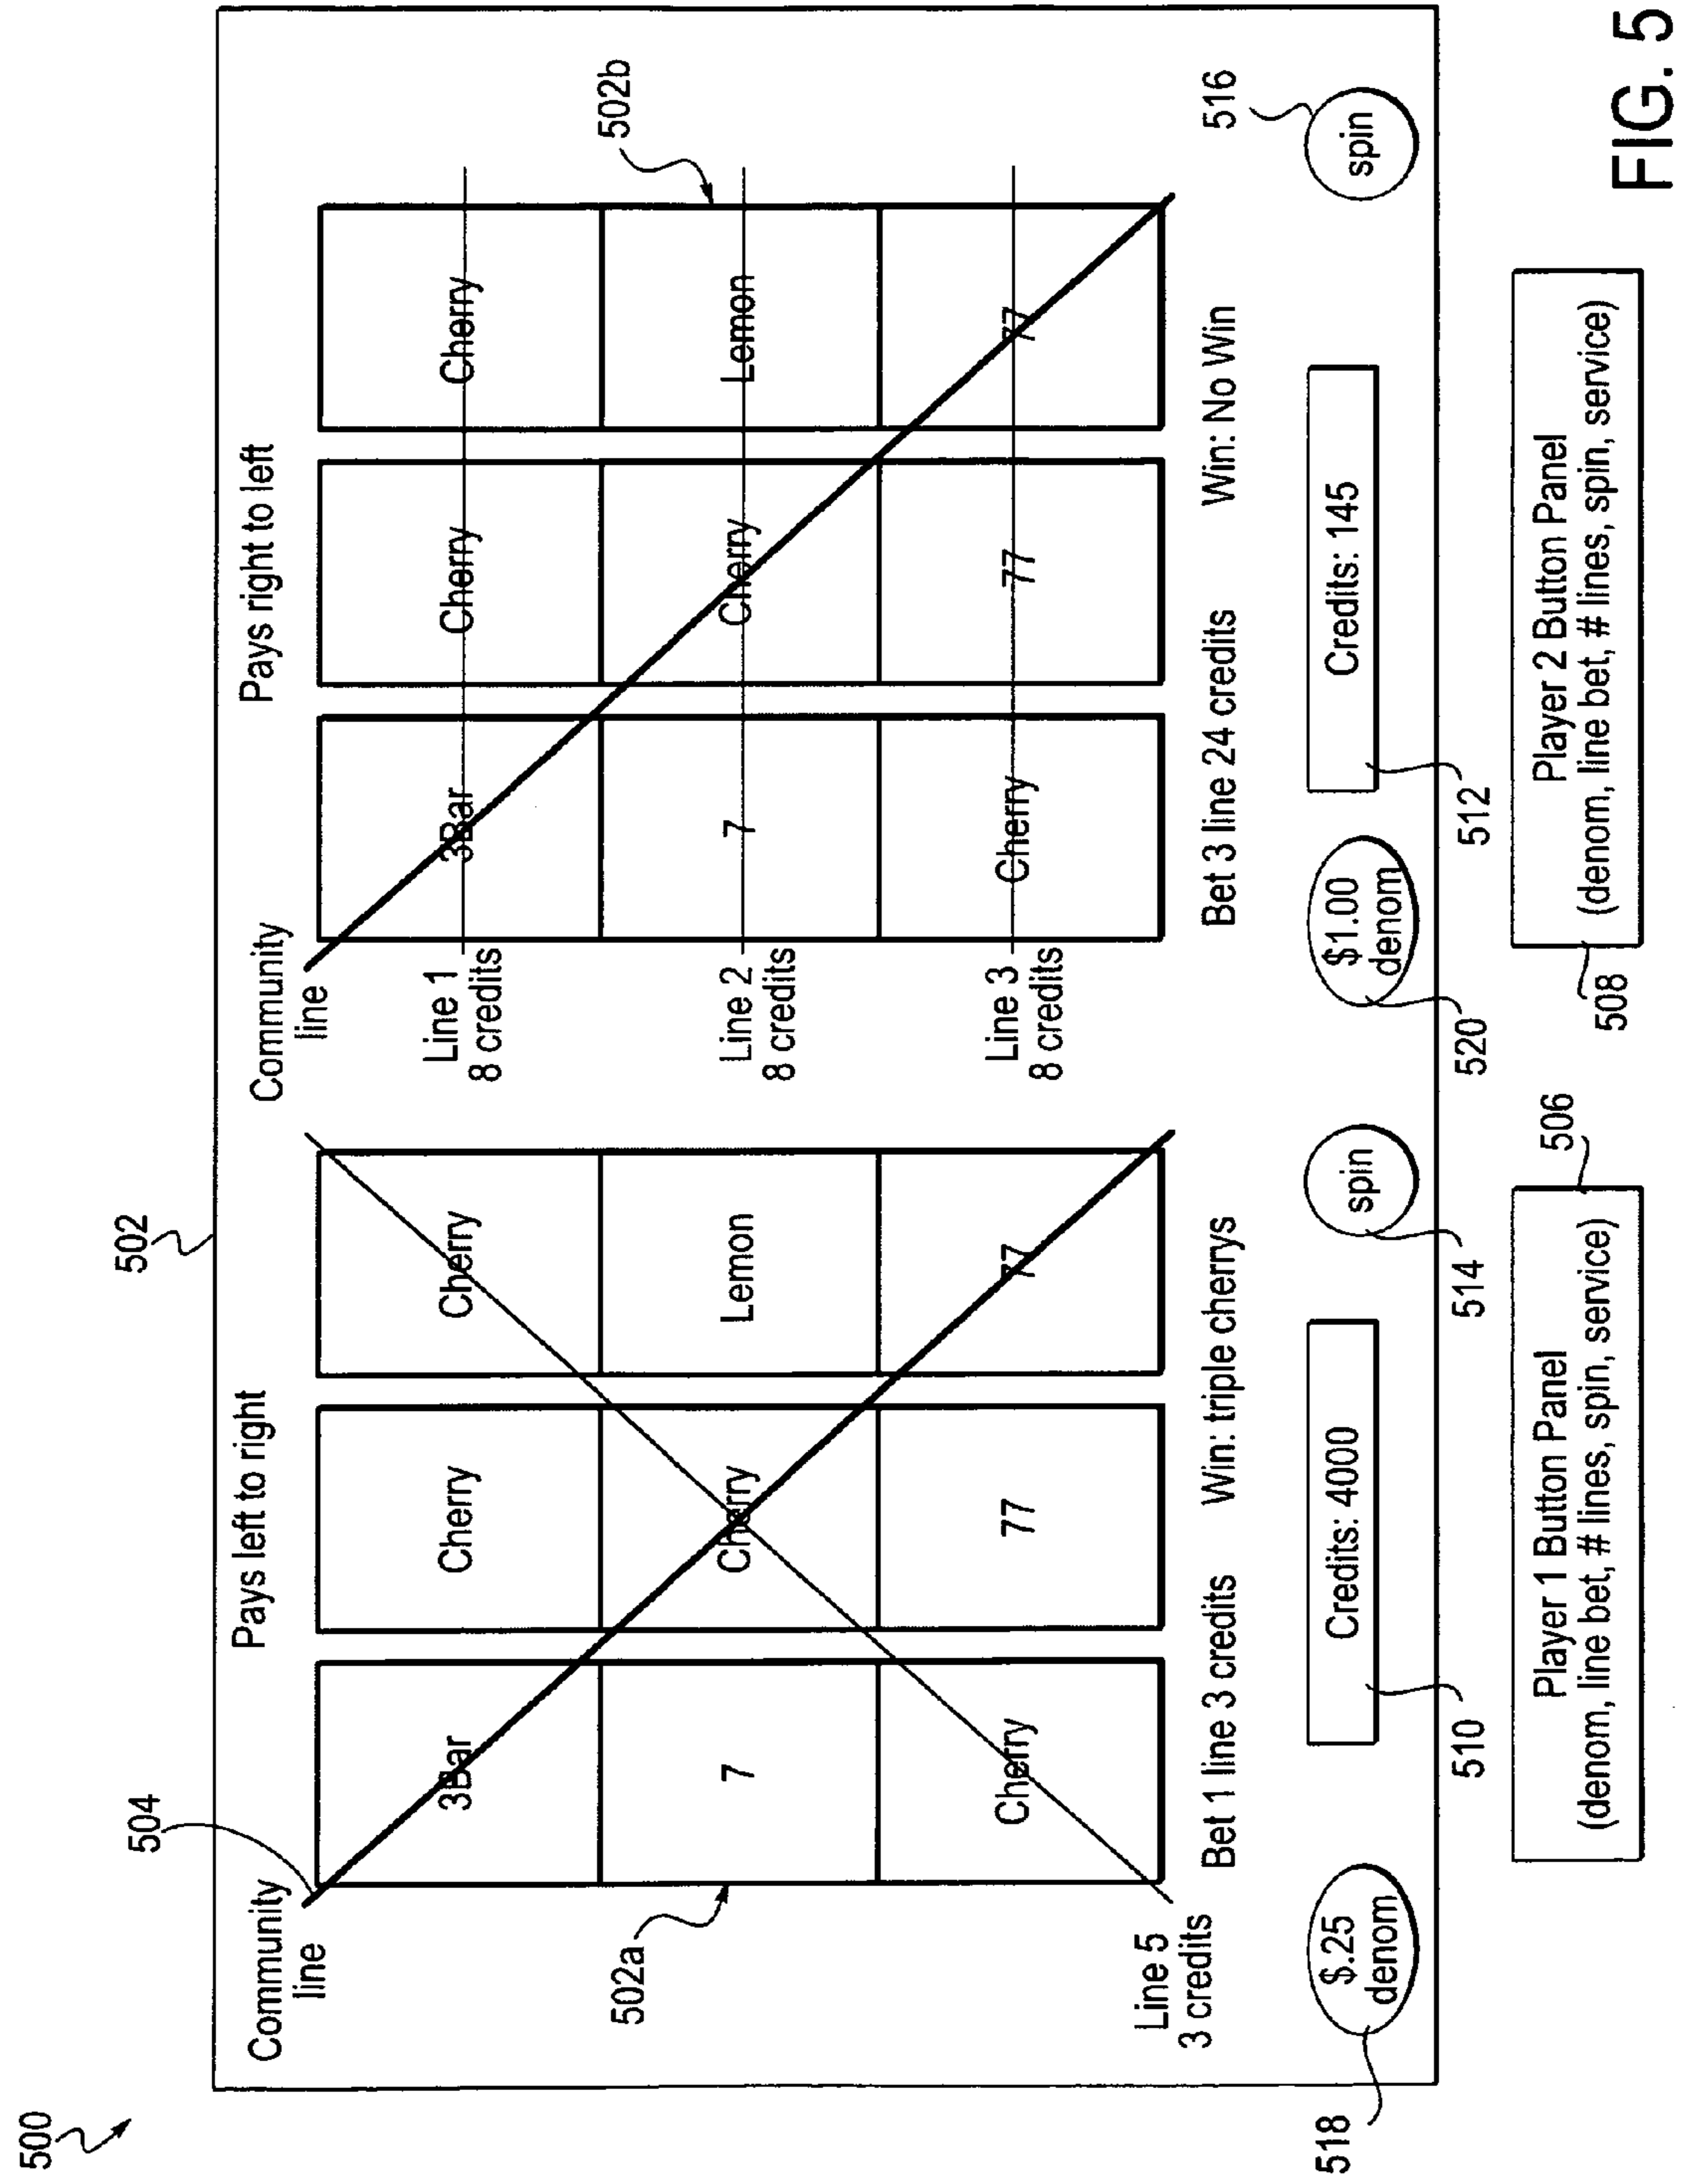 500
502
504
Community
line
Pays left to right
Community
line
Pays right to left
3Bar
Cherry
Cherry
Line 1
8 credits
3Bar
Cherry
Cherry
502a
7
Cherry
Lemon
Line 2
8 credits
7
Cherry
Lemon
502b
Cherry
77
77
Line 3
8 credits
Cherry
77
77
Line 5
3 credits
Bet 1 line 3 credits
Win: triple cherrys
Bet 3 line 24 credits
Win: No Win
516
$.25
denom
Credits: 4000
spin
$1.00
denom
Credits: 145
spin
518
510
514
520
512
Player 1 Button Panel
(denom, line bet, # lines, spin, service)
506
508
Player 2 Button Panel
(denom, line bet, # lines, spin, service)
FIG. 5